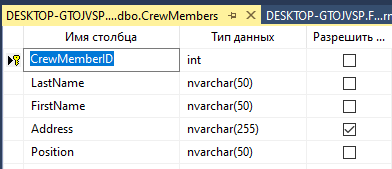 DESKTOP-GTOJVSP....dbo.CrewMembers DESKTOP-GTOJVSP.F...rm
Имя столбца Тип данных Разрешить ...
CrewMemberID int
LastName nvarchar(50)
FirstName nvarchar(50)
Address nvarchar(255)
Position nvarchar(50)